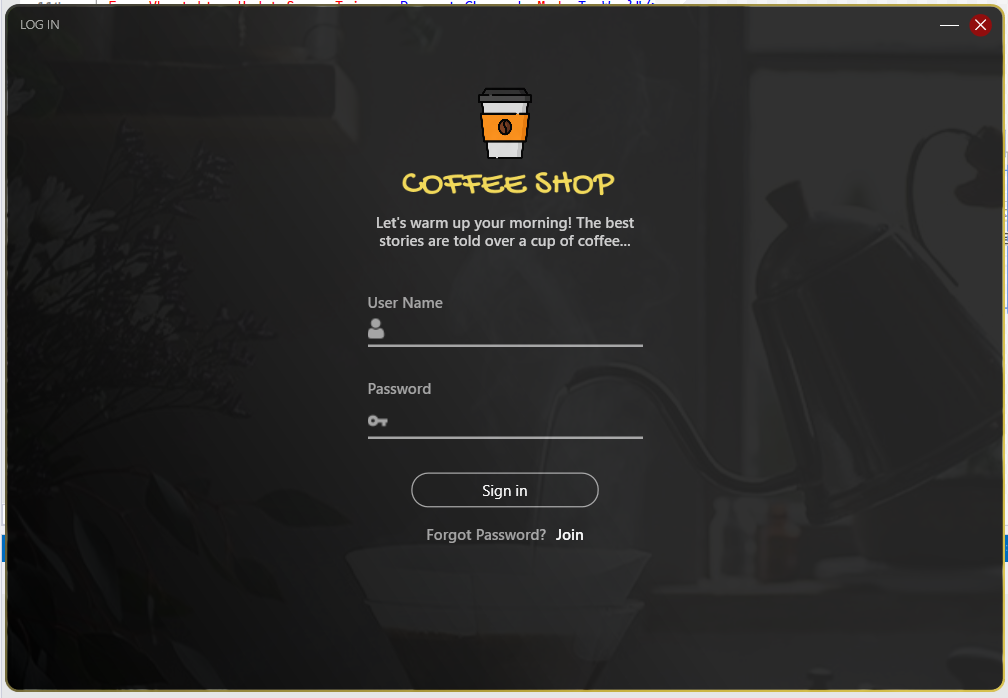 LOG IN
COFFEE SHOP
Let's warm up your morning! The best
stories are told over a cup of coffee...
User Name
Password
Sign in
Forgot Password? Join